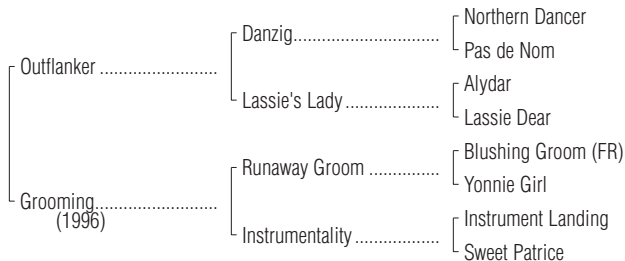 Northern Dancer
Danzig
Pas de Nom
Outflanker
Alydar
Lassie's Lady
Lassie Dear
Blushing Groom (FR)
Runaway Groom
Yonnie Girl
Grooming
(1996)
Instrument Landing
Instrumentality
Sweet Patrice